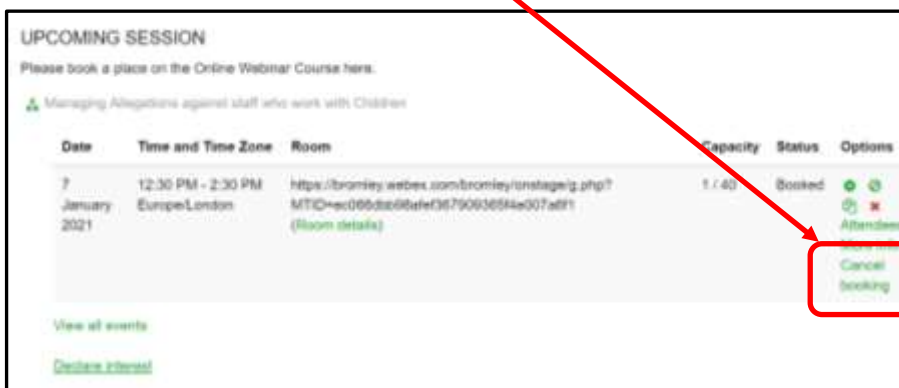 UPCOMING SESSION
Please book a place on the Online Webinar Course here.
Managing Allegations against staff who work with Children
Date Time and Time Zone Room Capacity Status Options
7 12:30 PM - 2:30 PM https://bromley.webex.com/bromley/onstage/g.php? 1 / 40 Booked
January Europe/London
2021 (Room details) Attendees
More info
Cancel
booking
View all events
Declare interest